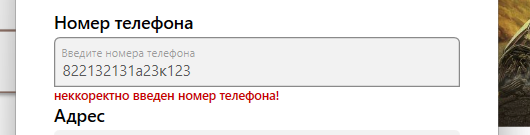 Номер телефона
Введите номера телефона
822132131а23к123
неккоректно введен номер телефона!
Адрес